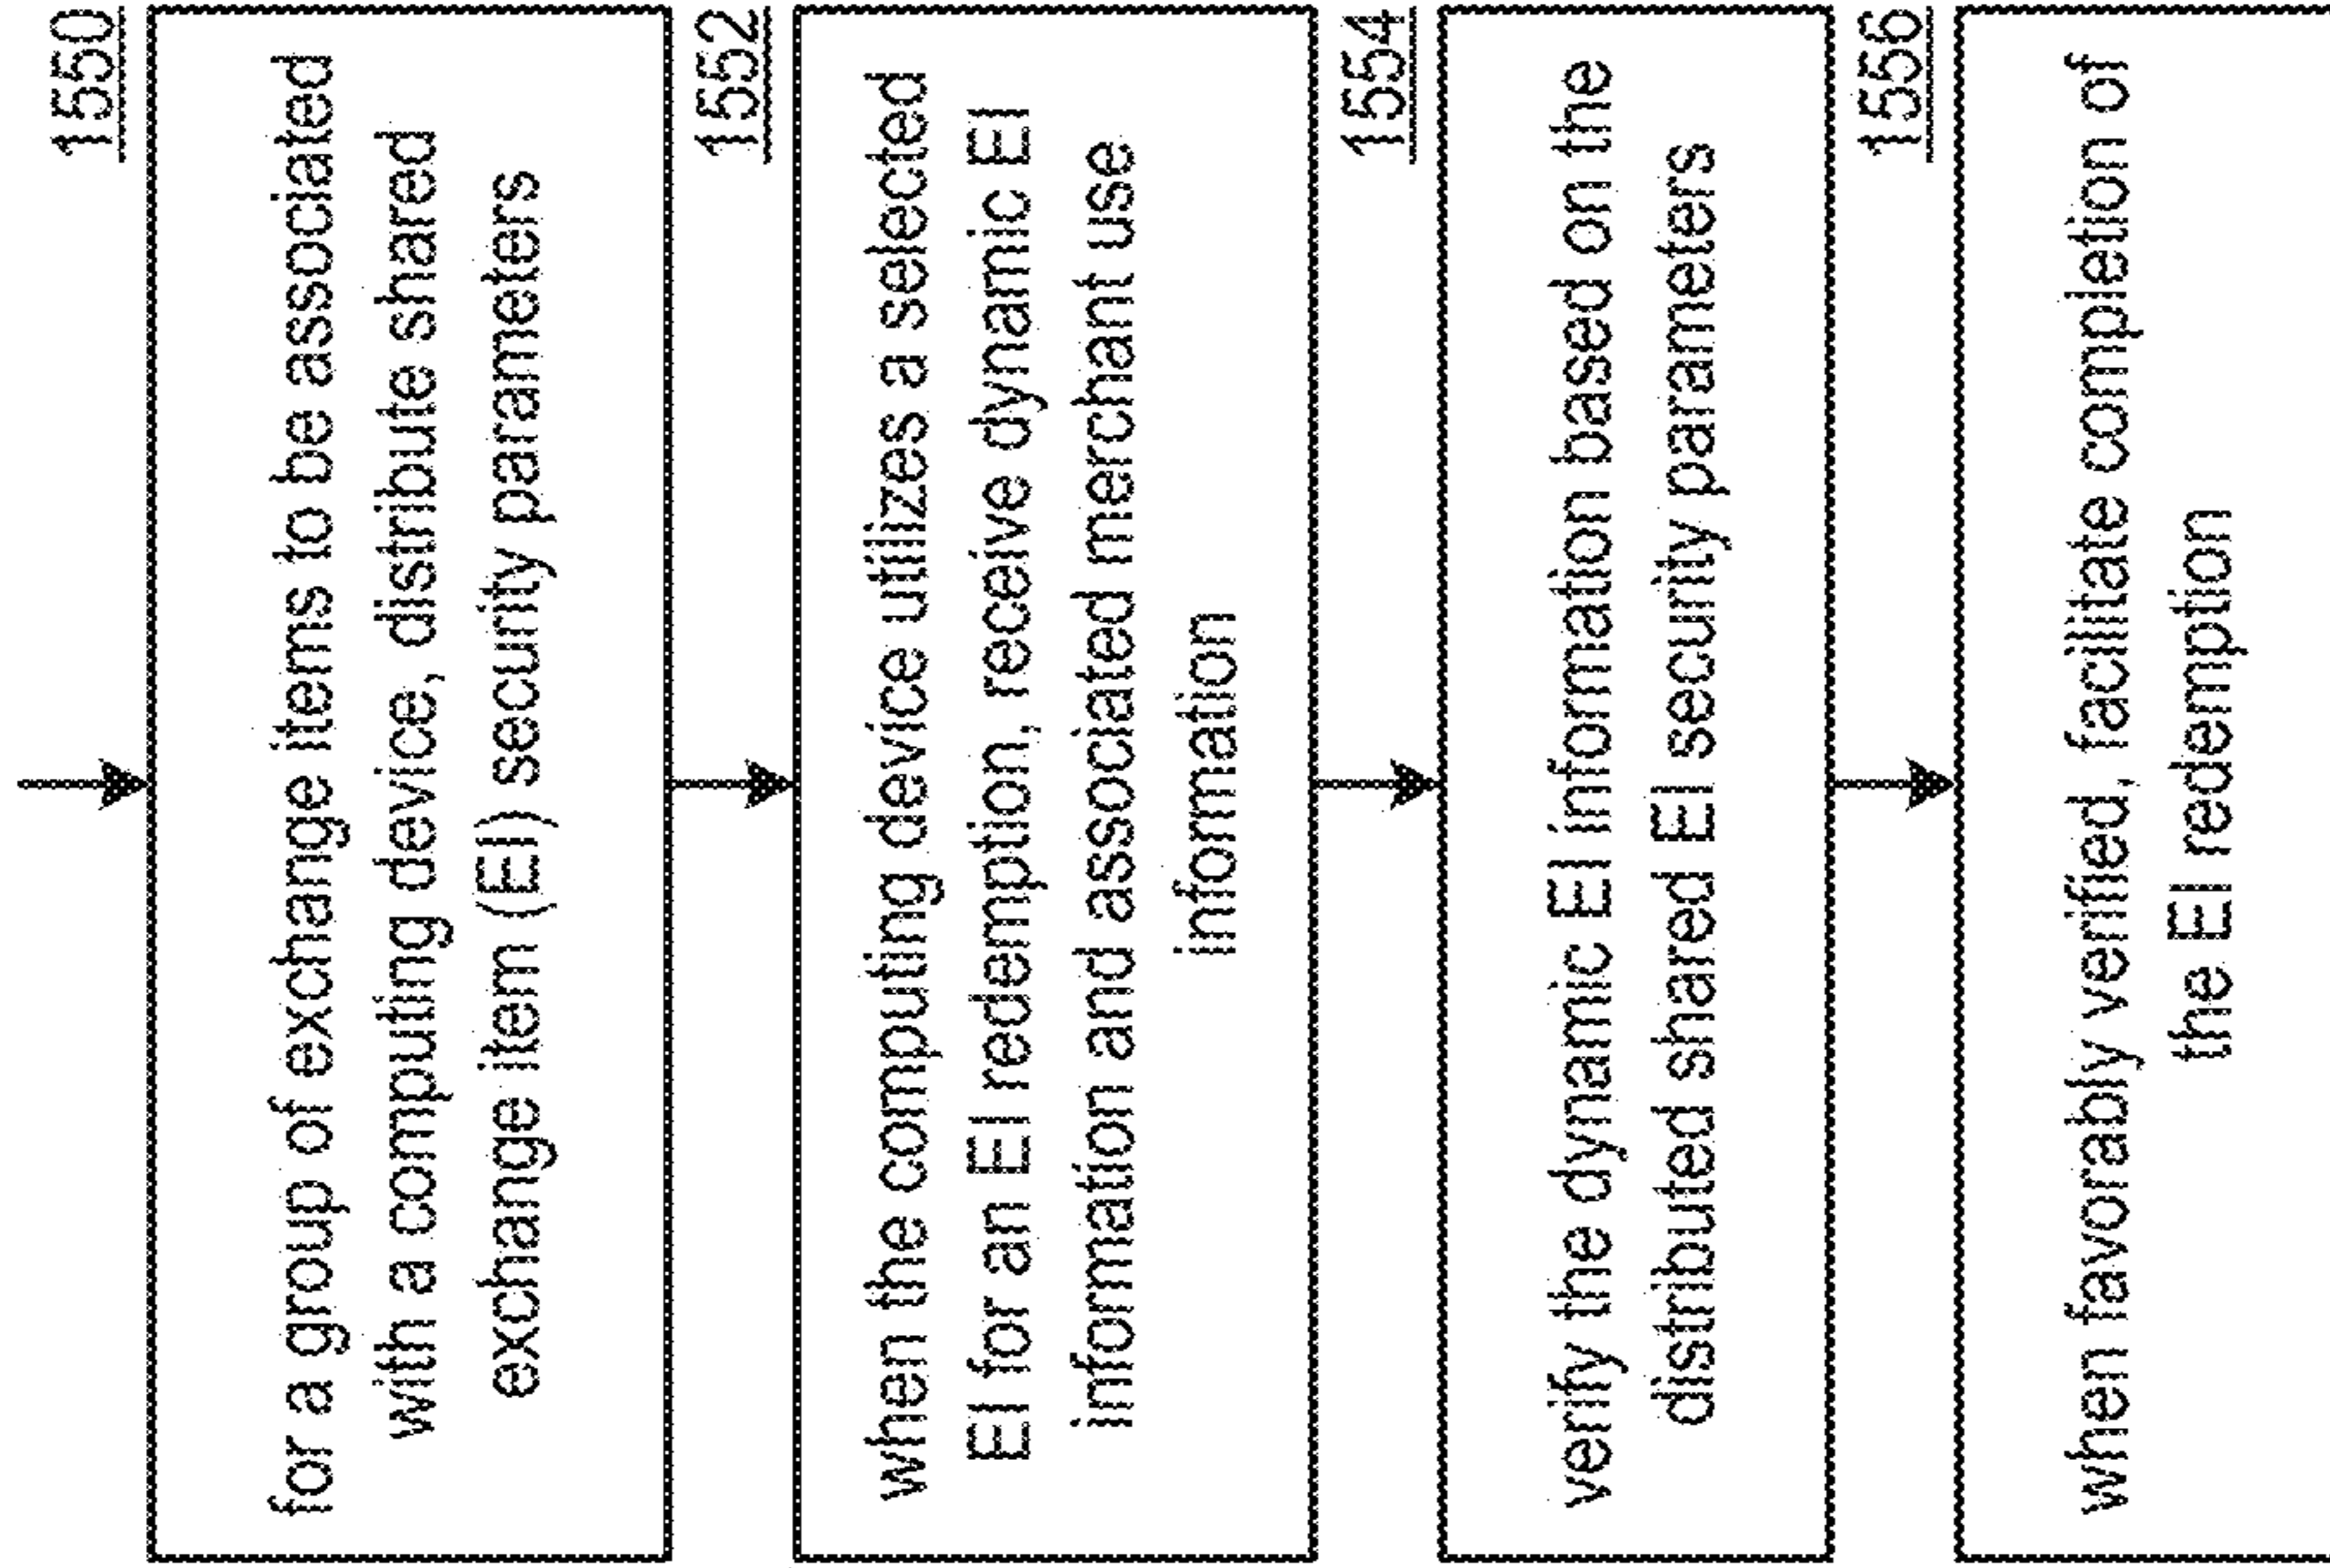 1550
for a group of exchange items to be associated
with a computing device, distribute shared
exchange item (EI) security parameters
1552
when the computing device utilizes a selected
EI for an EI redemption, receive dynamic EI
information and associated merchant use
information
1554
verify the dynamic EI information based on the
distributed shared EI security parameters
1556
when favorably verified, facilitate completion of
the EI redemption